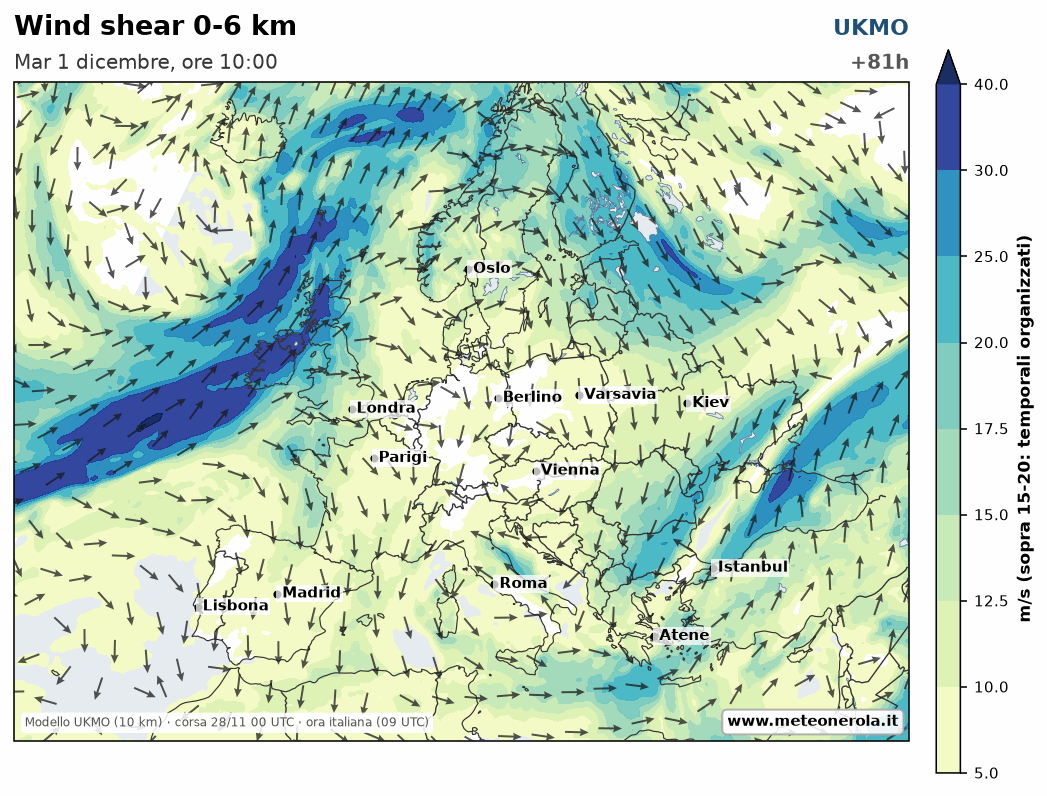 Wind shear 0-6 km
UKMO
Mar 1 dicembre, ore 10:00
+81h
40.0
30.0
25.0
20.0
17.5
15.0
12.5
10.0
5.0
m/s (sopra 15-20: temporali organizzati)
Oslo
Berlino
Varsavia
Kiev
Londra
Parigi
Vienna
Istanbul
Roma
Madrid
Lisbona
Atene
Modello UKMO (10 km) · corsa 28/11 00 UTC · ora italiana (09 UTC)
www.meteonerola.it